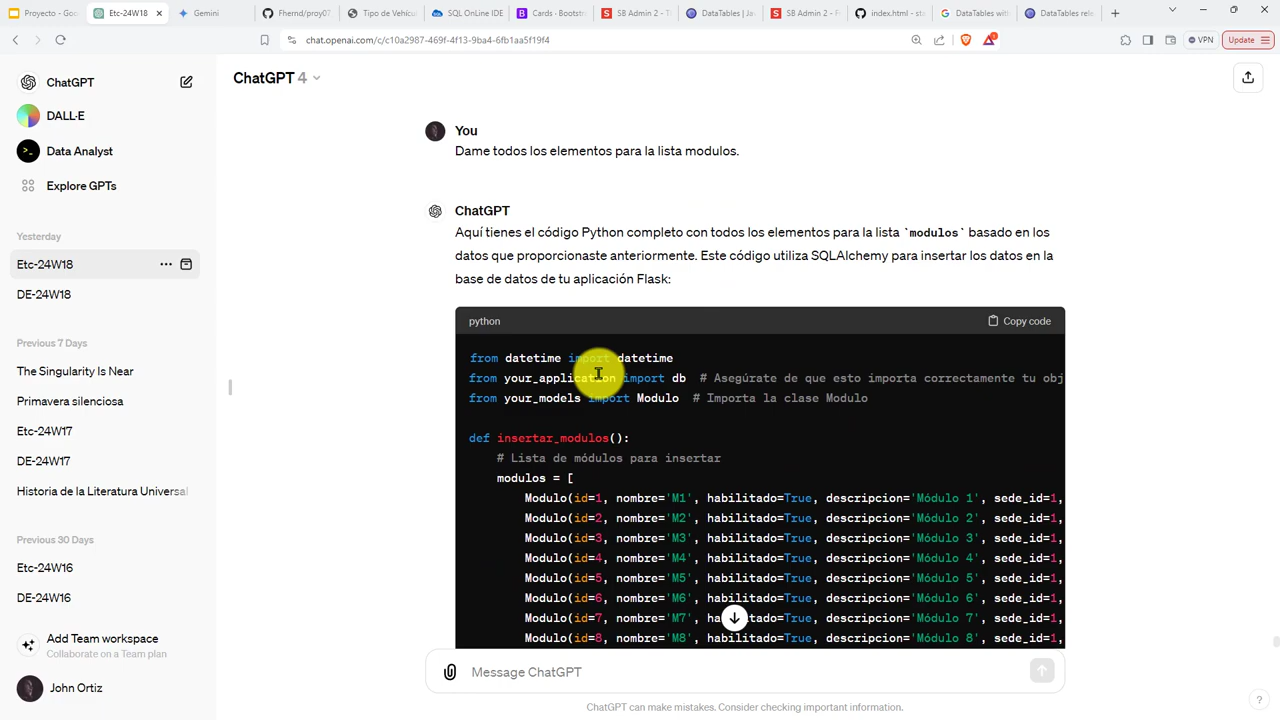 Proyecto - Goo
Etc-24W18
Gemini
Fhernd/proy07
Tipo de Vehícu
SQL OnLine IDE
Cards · Bootstr
SB Admin 2 - T
DataTables | Ja
SB Admin 2 - F
index.html - sta
DataTables with
DataTables rele
chat.openai.com/c/c10a2987-469f-4f13-9ba4-6fb1aa5f19f4
1
VPN
Update
ChatGPT
DALL·E
Data Analyst
Explore GPTs
Yesterday
Etc-24W18
DE-24W18
Previous 7 Days
The Singularity Is Near
Primavera silenciosa
Etc-24W17
DE-24W17
Historia de la Literatura Universal
Previous 30 Days
Etc-24W16
DE-24W16
Add Team workspace
Collaborate on a Team plan
John Ortiz
ChatGPT 4
You
Dame todos los elementos para la lista modulos.
ChatGPT
Aquí tienes el código Python completo con todos los elementos para la lista `modulos` basado en los
datos que proporcionaste anteriormente. Este código utiliza SQLAlchemy para insertar los datos en la
base de datos de tu aplicación Flask:
python
Copy code
from datetime import datetime
from your_application import db # Asegúrate de que esto importa correctamente tu obj
from your_models import Modulo # Importa la clase Modulo
def insertar_modulos():
# Lista de módulos para insertar
modulos = [
Modulo(id=1, nombre='M1', habilitado=True, descripcion='Módulo 1', sede_id=1,
Modulo(id=2, nombre='M2', habilitado=True, descripcion='Módulo 2', sede_id=1,
Modulo(id=3, nombre='M3', habilitado=True, descripcion='Módulo 3', sede_id=1,
Modulo(id=4, nombre='M4', habilitado=True, descripcion='Módulo 4', sede_id=1,
Modulo(id=5, nombre='M5', habilitado=True, descripcion='Módulo 5', sede_id=1,
Modulo(id=6, nombre='M6', habilitado=True, descripcion='Módulo 6', sede_id=1,
Modulo(id=7, nombre='M7', habilitado=True, descripcion='Módulo 7', sede_id=1,
Modulo(id=8, nombre='M8', habilitado=True, descripcion='Módulo 8', sede_id=1,
Message ChatGPT
ChatGPT can make mistakes. Consider checking important information.
?